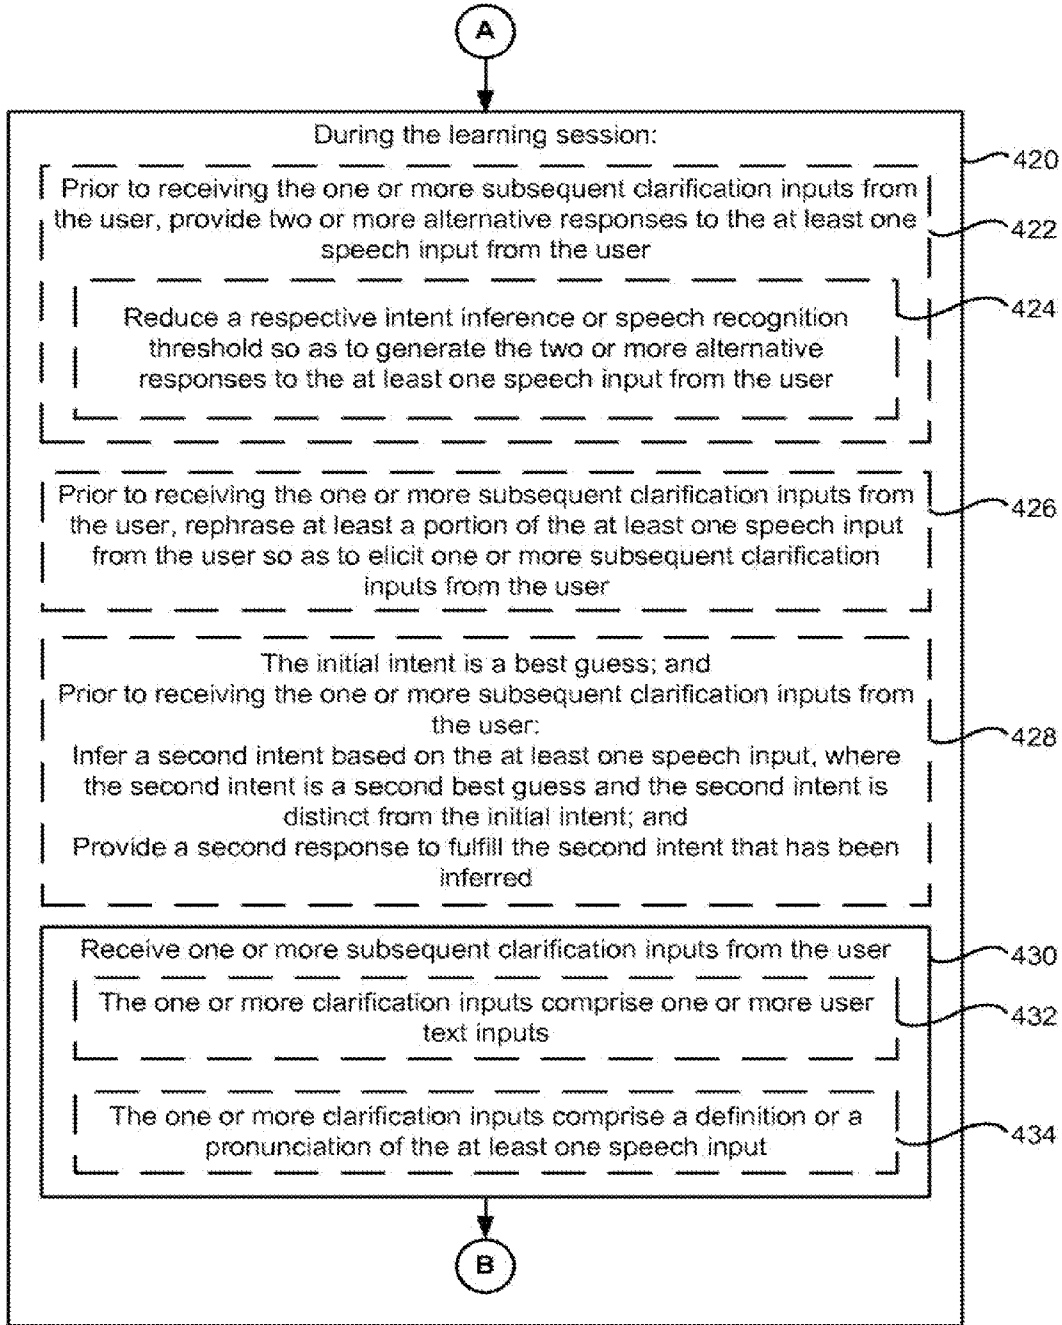 A
During the learning session:
420
Prior to receiving the one or more subsequent clarification inputs from
the user, provide two or more alternative responses to the at least one
speech input from the user
422
Reduce a respective intent inference or speech recognition
threshold so as to generate the two or more alternative
responses to the at least one speech input from the user
424
Prior to receiving the one or more subsequent clarification inputs from
the user, rephrase at least a portion of the at least one speech input
from the user so as to elicit one or more subsequent clarification
inputs from the user
426
The initial intent is a best guess; and
Prior to receiving the one or more subsequent clarification inputs from
the user:
Infer a second intent based on the at least one speech input, where
the second intent is a second best guess and the second intent is
distinct from the initial intent; and
Provide a second response to fulfill the second intent that has been
inferred
428
Receive one or more subsequent clarification inputs from the user
430
The one or more clarification inputs comprise one or more user
text inputs
432
The one or more clarification inputs comprise a definition or a
pronunciation of the at least one speech input
434
B